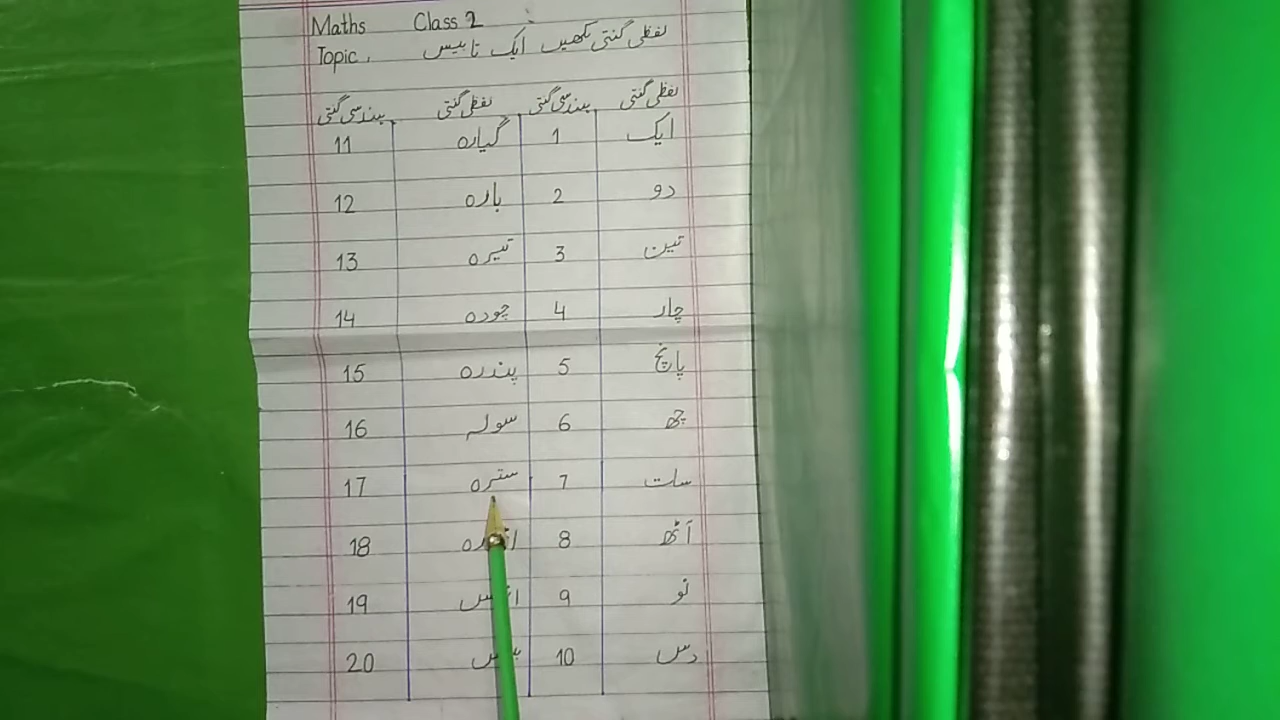 Maths Class 2
Topic. لفظی گنتی لکھیں ایک تا بیس
لفظی گنتی ہندسی گنتی لفظی گنتی ہندسی گنتی
ایک 1 گیارہ 11
دو 2 بارہ 12
تین 3 تیرہ 13
چار 4 چودہ 14
پانچ 5 پندرہ 15
چھ 6 سولہ 16
سات 7 سترہ 17
آٹھ 8 18
نو 9 19
دس 10 20